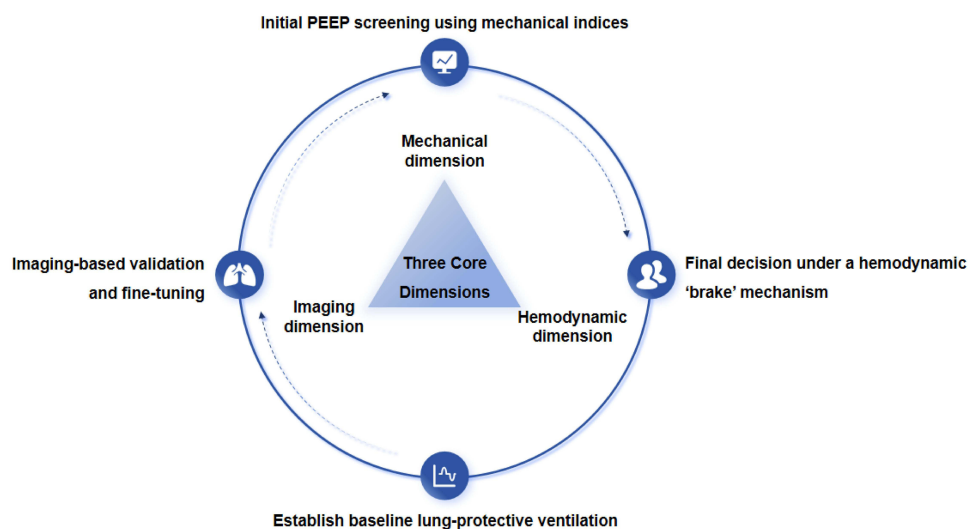 Initial PEEP screening using mechanical indices
Mechanical
dimension
Imaging-based validation
and fine-tuning
Three Core
Dimensions
Imaging
dimension
Hemodynamic
dimension
Final decision under a hemodynamic
‘brake’ mechanism
Establish baseline lung-protective ventilation